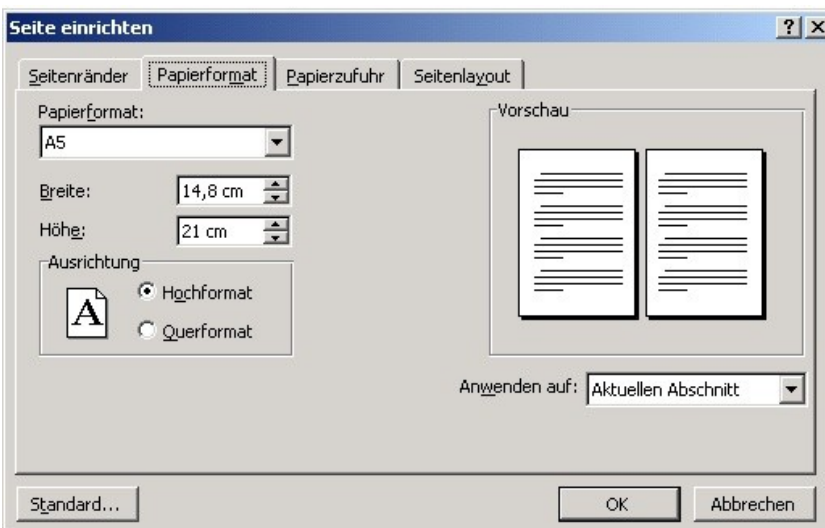 Seite einrichten
Seitenränder Papierformat Papierzufuhr Seitenlayout
Papierformat:
A5
Breite: 14,8 cm
Höhe: 21 cm
Ausrichtung
A
Hochformat
Querformat
Vorschau
Anwenden auf: Aktuellen Abschnitt
Standard... OK Abbrechen